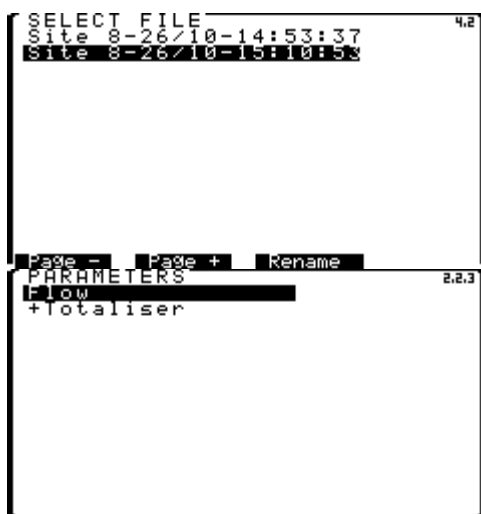 SELECT FILE 4.2
Site 8-26/10-14:53:37
Site 8-26/10-15:10:53
Page - Page + Rename
PARAMETERS 2.2.3
Flow
+Totaliser